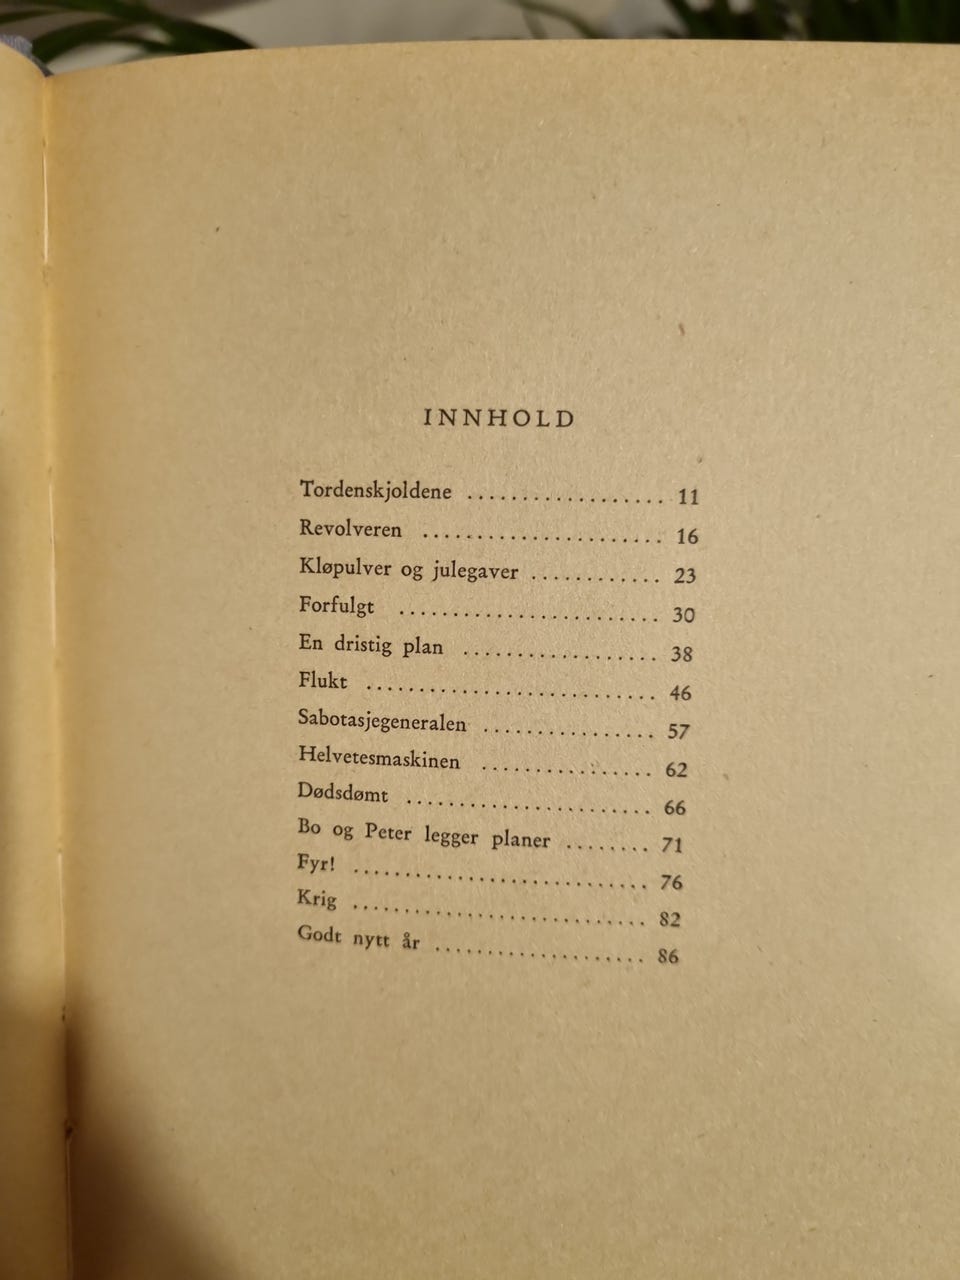 INNHOLD
Tordenskjoldene .................. 11
Revolveren ...................... 16
Kløpulver og julegaver ............ 23
Forfulgt ........................ 30
En dristig plan .................. 38
Flukt ........................... 46
Sabotasjegeneralen ................ 57
Helvetesmaskinen ................ 62
Dødsdømt ....................... 66
Bo og Peter legger planer ........ 71
Fyr! ............................ 76
Krig ............................ 82
Godt nytt år .................... 86